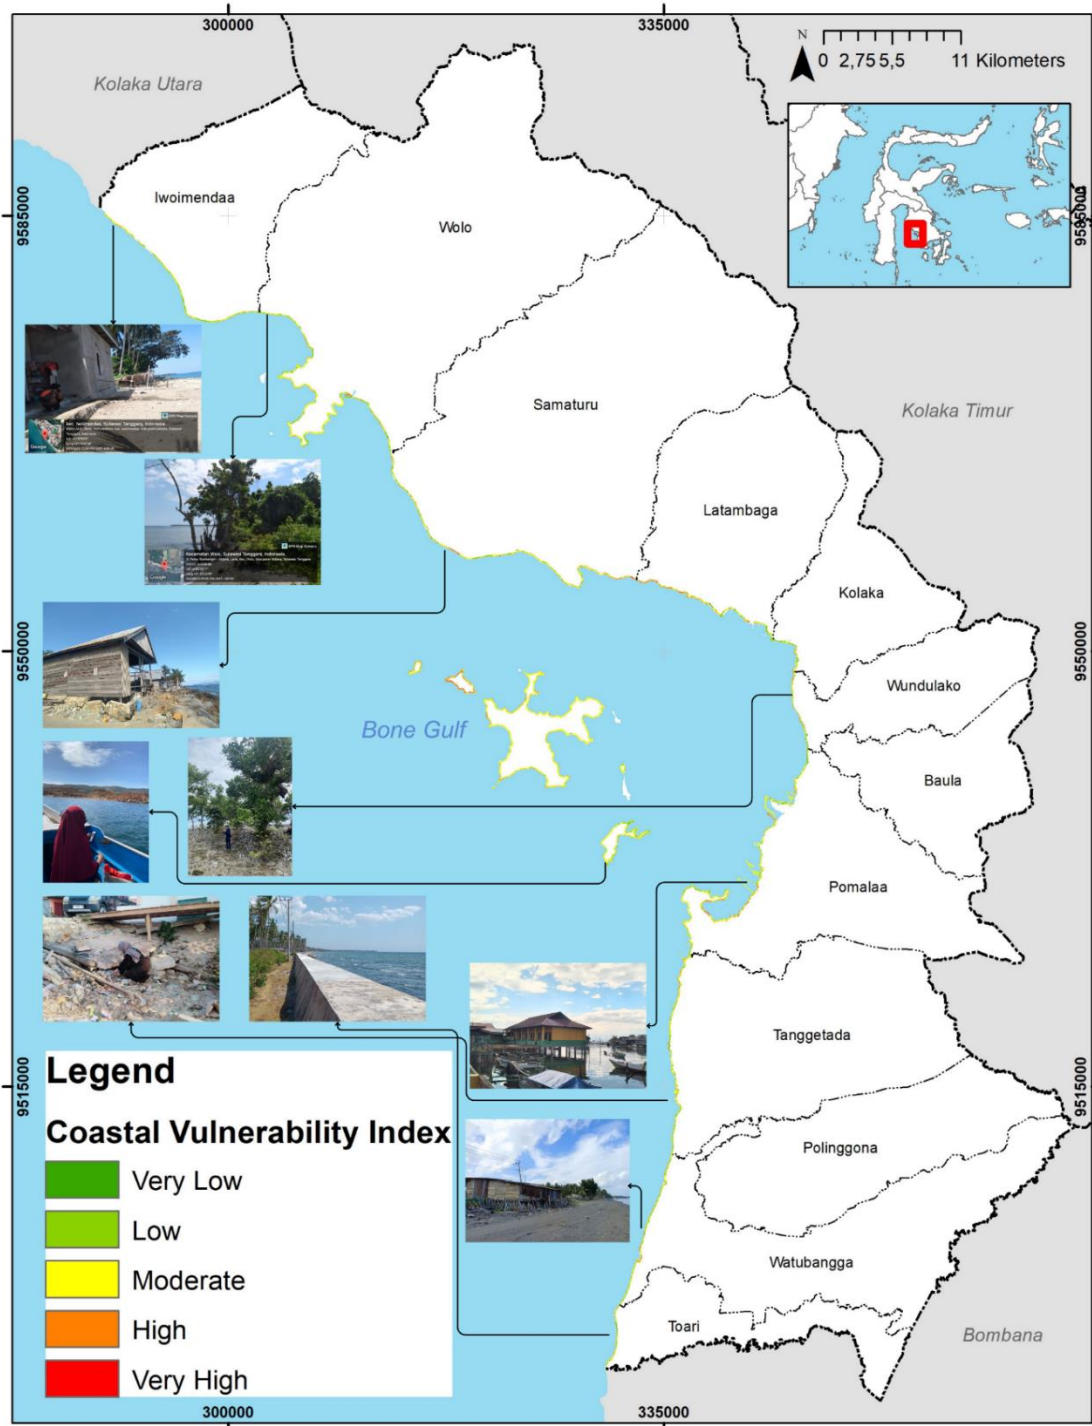 300000
335000
N
0 2,75 5,5 11 Kilometers
Kolaka Utara
9585000
9585000
Iwoimendaa
Wolo
Samaturu
Kolaka Timur
Latambaga
Kolaka
9550000
9550000
Wundulako
Bone Gulf
Baula
Pomalaa
Tanggetada
9515000
9515000
Polinggona
Watubangga
Toari
Bombana
Legend
Coastal Vulnerability Index
Very Low
Low
Moderate
High
Very High
300000
335000